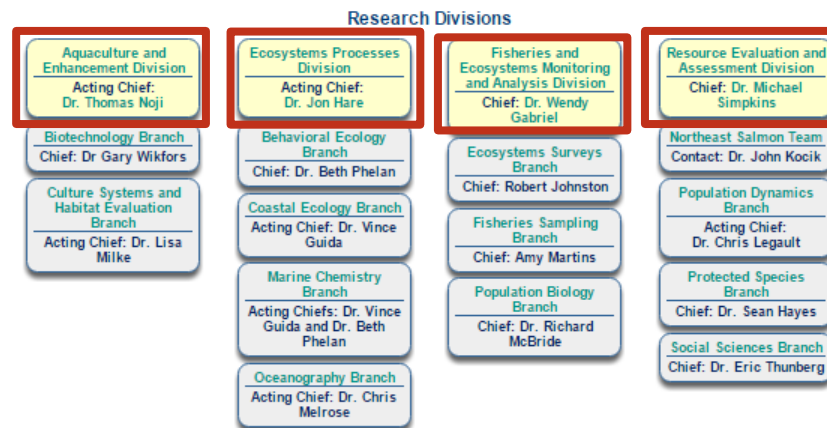 Research Divisions
Aquaculture and
Enhancement Division
Acting Chief:
Dr. Thomas Noji
Biotechnology Branch
Chief: Dr Gary Wikfors
Culture Systems and
Habitat Evaluation
Branch
Acting Chief: Dr. Lisa
Milke
Ecosystems Processes
Division
Acting Chief:
Dr. Jon Hare
Behavioral Ecology
Branch
Chief: Dr. Beth Phelan
Coastal Ecology Branch
Acting Chief: Dr. Vince
Guida
Marine Chemistry
Branch
Acting Chiefs: Dr. Vince
Guida and Dr. Beth
Phelan
Oceanography Branch
Acting Chief: Dr. Chris
Melrose
Fisheries and
Ecosystems Monitoring
and Analysis Division
Chief: Dr. Wendy
Gabriel
Ecosystems Surveys
Branch
Chief: Robert Johnston
Fisheries Sampling
Branch
Chief: Amy Martins
Population Biology
Branch
Chief: Dr. Richard
McBride
Resource Evaluation and
Assessment Division
Chief: Dr. Michael
Simpkins
Northeast Salmon Team
Contact: Dr. John Kocik
Population Dynamics
Branch
Acting Chief:
Dr. Chris Legault
Protected Species
Branch
Chief: Dr. Sean Hayes
Social Sciences Branch
Chief: Dr. Eric Thunberg